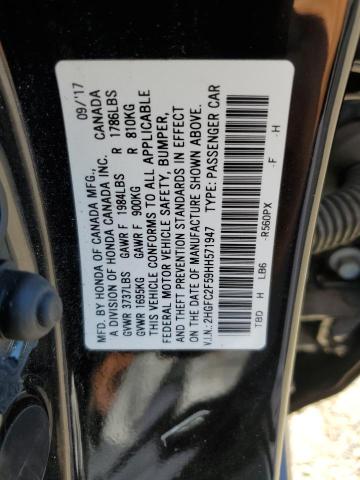 MFD. BY HONDA OF CANADA MFG., 09/'17
A DIVISION OF HONDA CANADA INC. CANADA
GVWR 3737LBS GAWR F 1984LBS R 1786LBS
GVWR 1695KG GAWR F 900KG R 810KG
THIS VEHICLE CONFORMS TO ALL APPLICABLE
FEDERAL MOTOR VEHICLE SAFETY, BUMPER,
AND THEFT PREVENTION STANDARDS IN EFFECT
ON THE DATE OF MANUFACTURE SHOWN ABOVE.
V.I.N.: 2HGFC2F59HH571947 TYPE: PASSENGER CAR
TBD H LB6 -R560PX -F -H